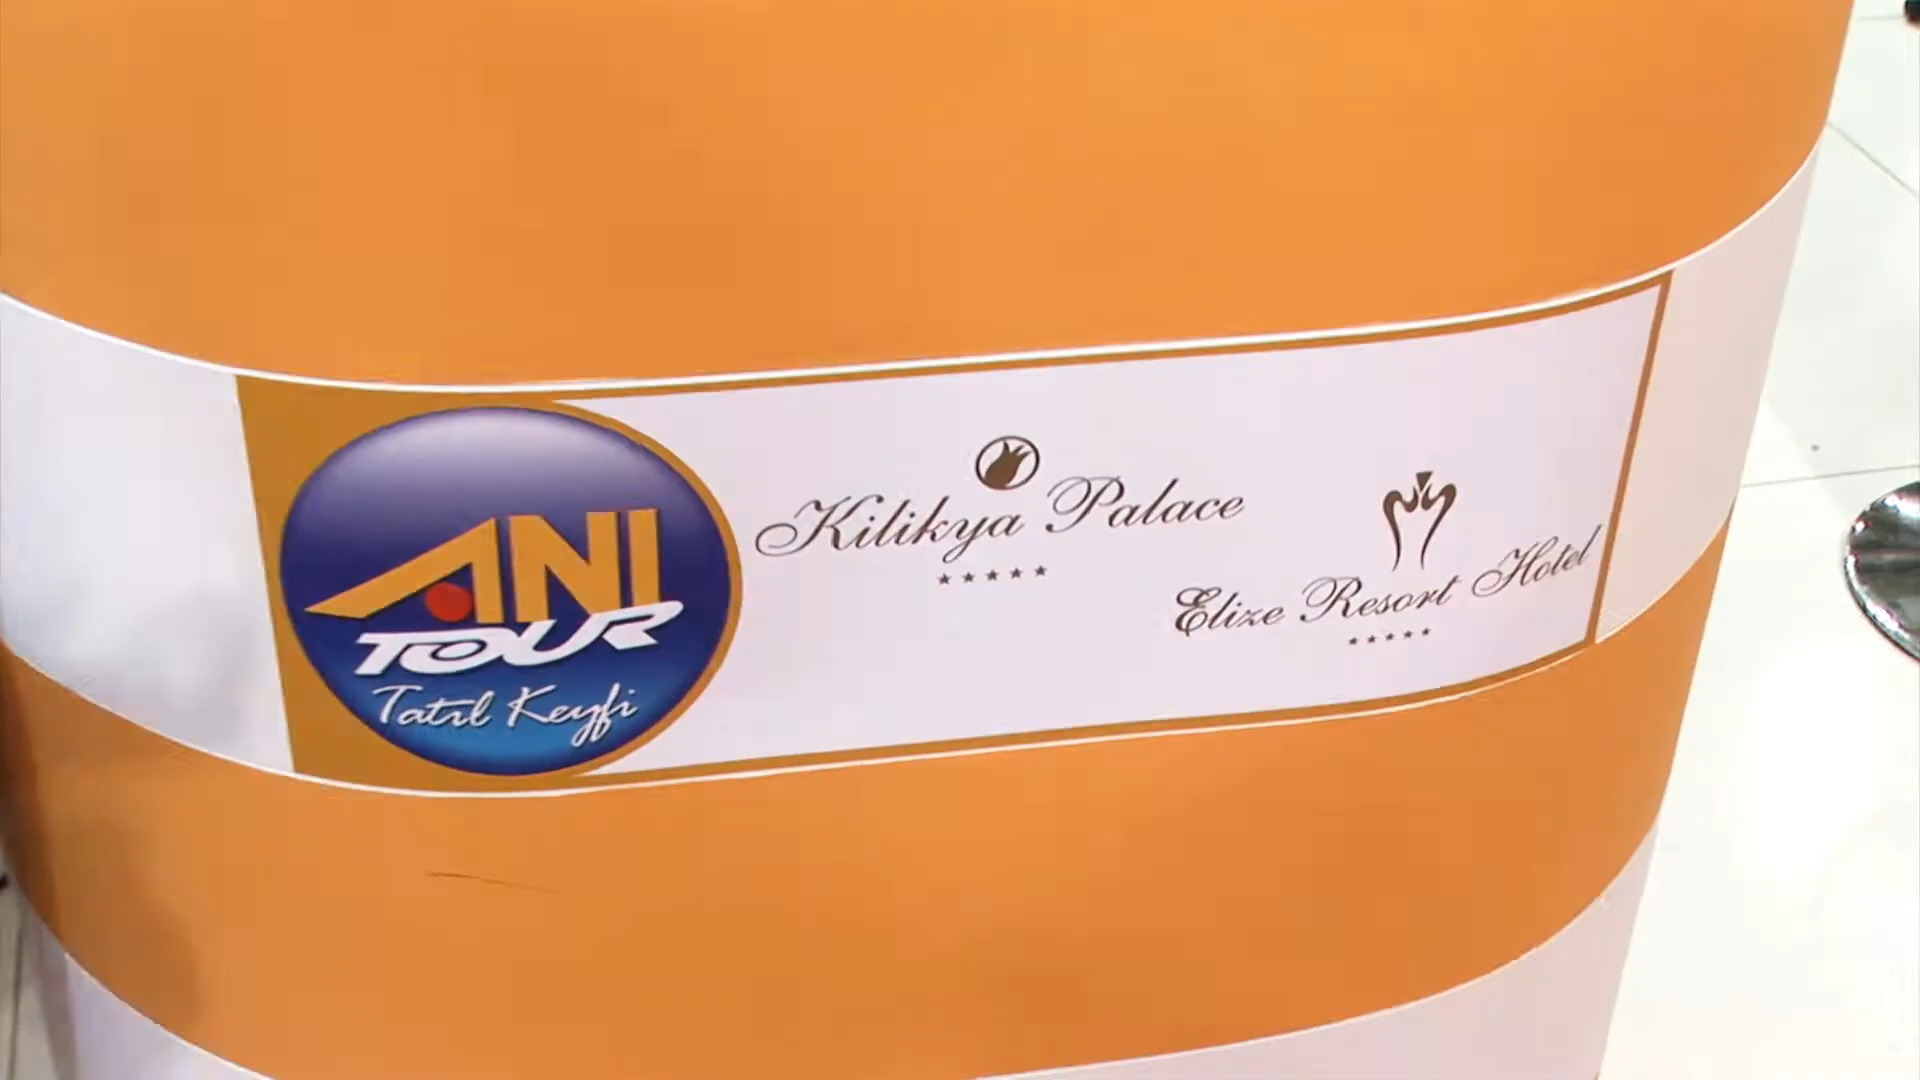 ANI
TOUR
Tatil Keyfi
Kilikya Palace
★★★★★
Elize Resort Hotel
★★★★★